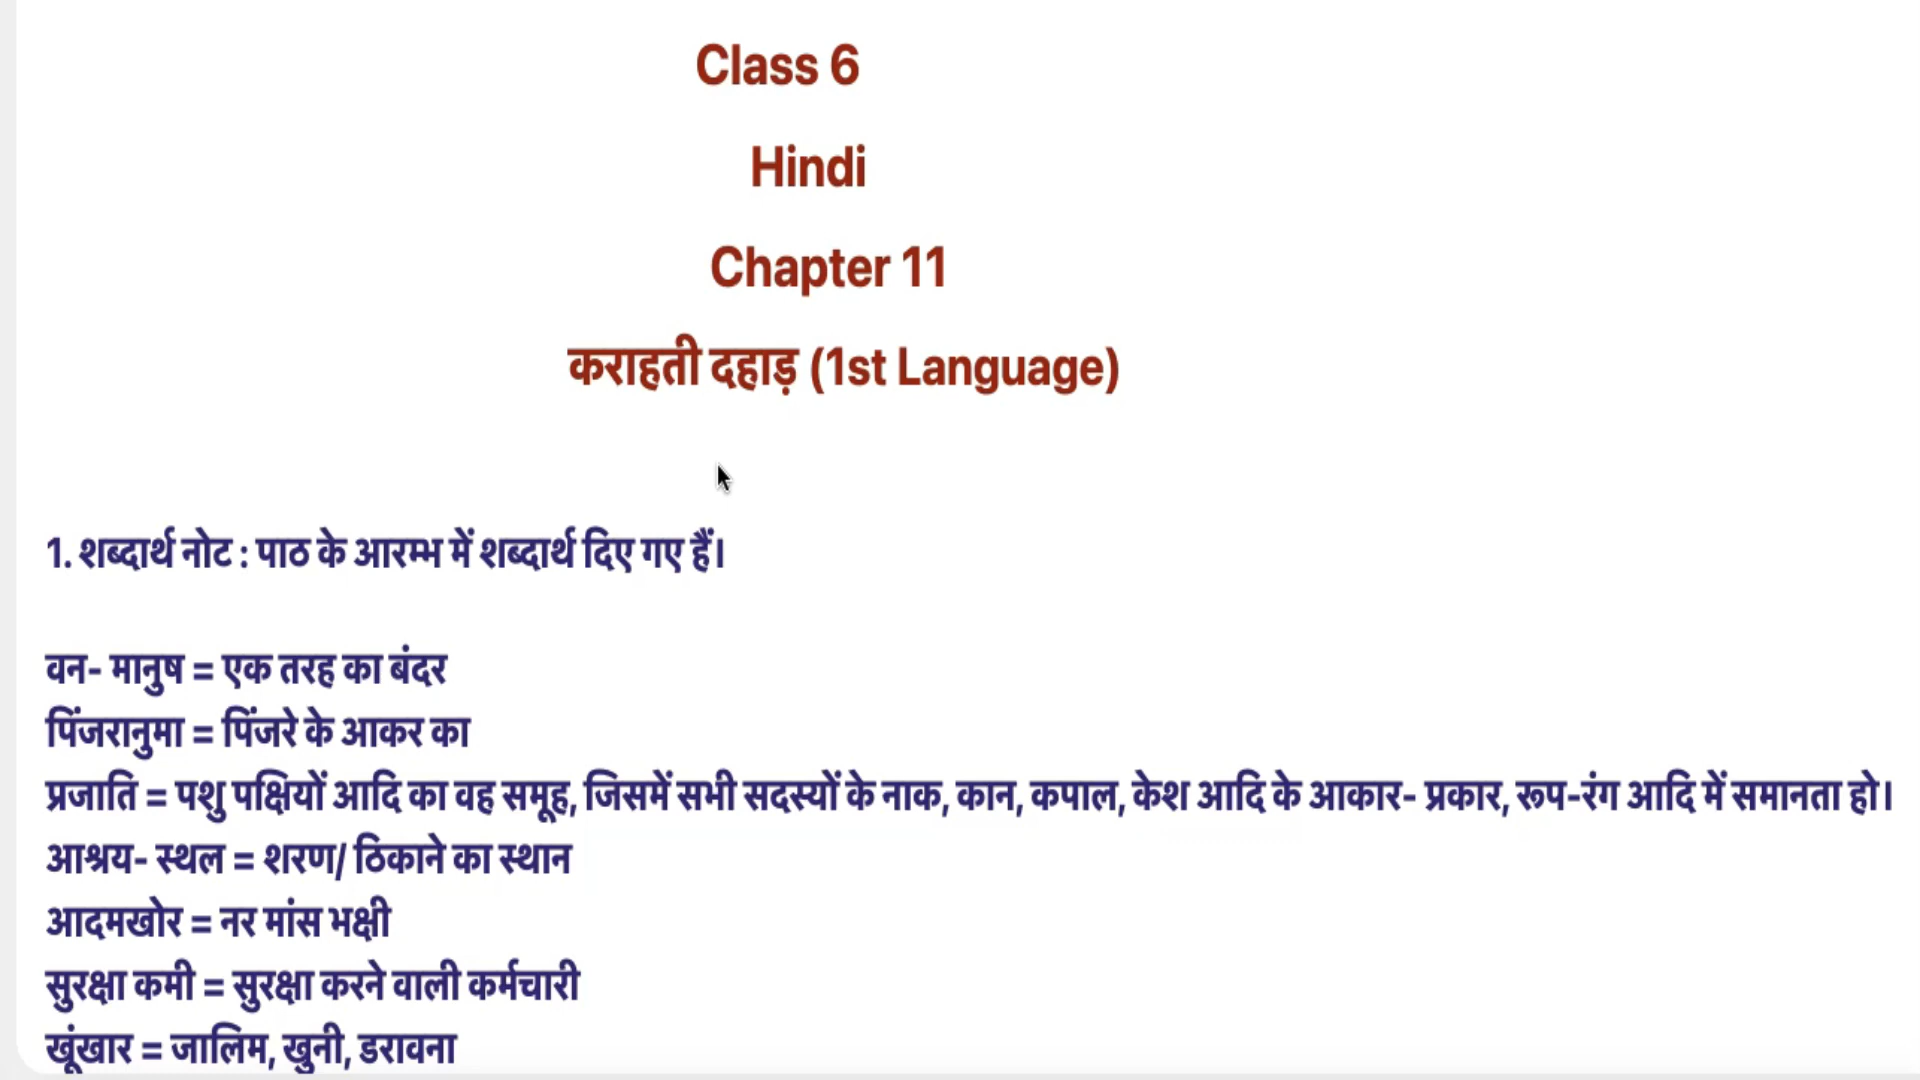 Class 6
Hindi
Chapter 11
कराहती दहाड़ (1st Language)
1. शब्दार्थ नोट : पाठ के आरम्भ में शब्दार्थ दिए गए हैं।
वन- मानुष = एक तरह का बंदर
पिंजरानुमा = पिंजरे के आकर का
प्रजाति = पशु पक्षियों आदि का वह समूह, जिसमें सभी सदस्यों के नाक, कान, कपाल, केश आदि के आकार- प्रकार, रूप-रंग आदि में समानता हो।
आश्रय- स्थल = शरण/ ठिकाने का स्थान
आदमखोर = नर मांस भक्षी
सुरक्षा कमी = सुरक्षा करने वाली कर्मचारी
खूंखार = जालिम, खुनी, डरावना